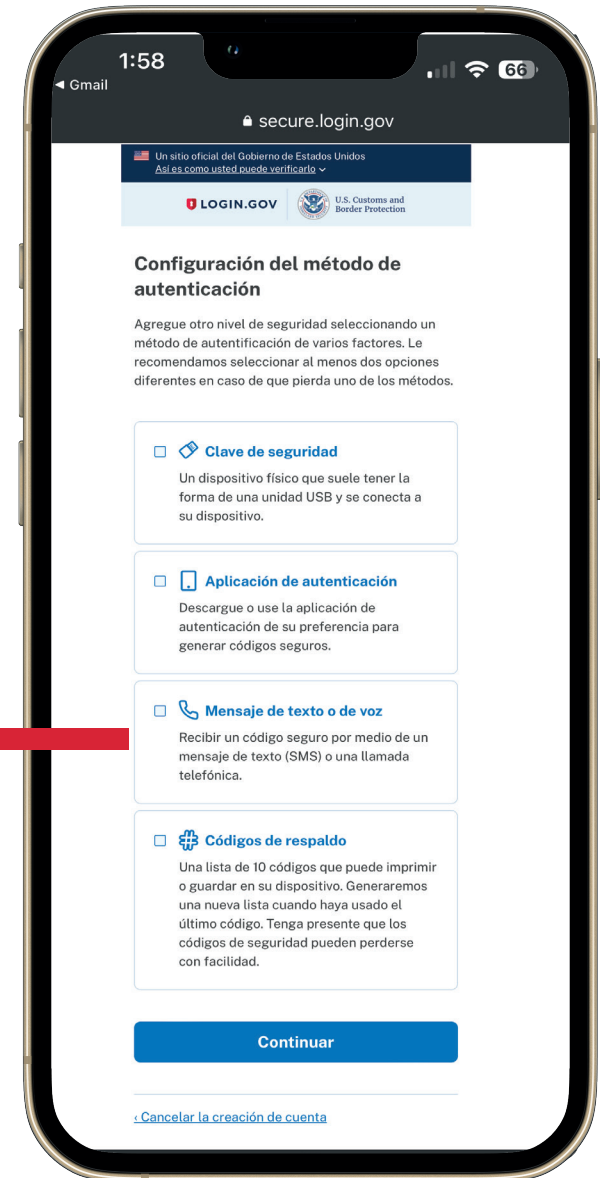 1:58
66
◄ Gmail
secure.login.gov
Un sitio oficial del Gobierno de Estados Unidos
Así es como usted puede verificarlo
LOGIN.GOV
U.S. Customs and
Border Protection
Configuración del método de
autenticación
Agregue otro nivel de seguridad seleccionando un
método de autentificación de varios factores. Le
recomendamos seleccionar al menos dos opciones
diferentes en caso de que pierda uno de los métodos.
Clave de seguridad
Un dispositivo físico que suele tener la
forma de una unidad USB y se conecta a
su dispositivo.
Aplicación de autenticación
Descargue o use la aplicación de
autenticación de su preferencia para
generar códigos seguros.
Mensaje de texto o de voz
Recibir un código seguro por medio de un
mensaje de texto (SMS) o una llamada
telefónica.
Códigos de respaldo
Una lista de 10 códigos que puede imprimir
o guardar en su dispositivo. Generaremos
una nueva lista cuando haya usado el
último código. Tenga presente que los
códigos de seguridad pueden perderse
con facilidad.
Continuar
‹ Cancelar la creación de cuenta